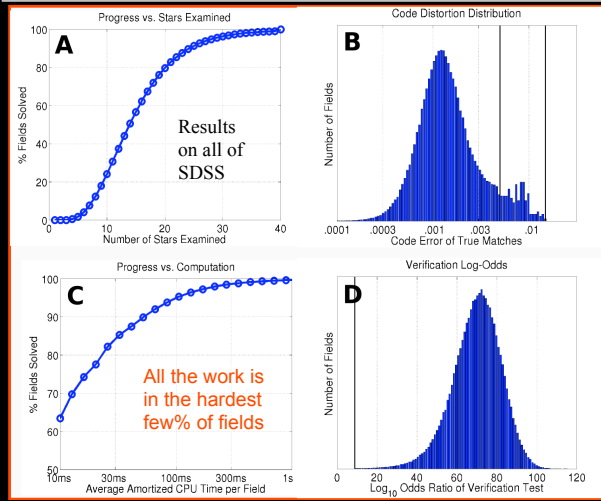 Progress vs. Stars Examined
A
100
80
60
40
20
0
% Fields Solved
Results
on all of
SDSS
0
10
20
30
40
Number of Stars Examined
Code Distortion Distribution
B
Number of Fields
.0001
.0003
.001
.003
.01
Code Error of True Matches
Progress vs. Computation
C
100
90
80
70
60
50
% Fields Solved
All the work is
in the hardest
few% of fields
10ms
30ms
100ms
300ms
1s
Average Amortized CPU Time per Field
Verification Log-Odds
D
Number of Fields
0
20
40
60
80
100
120
Log10 Odds Ratio of Verification Test